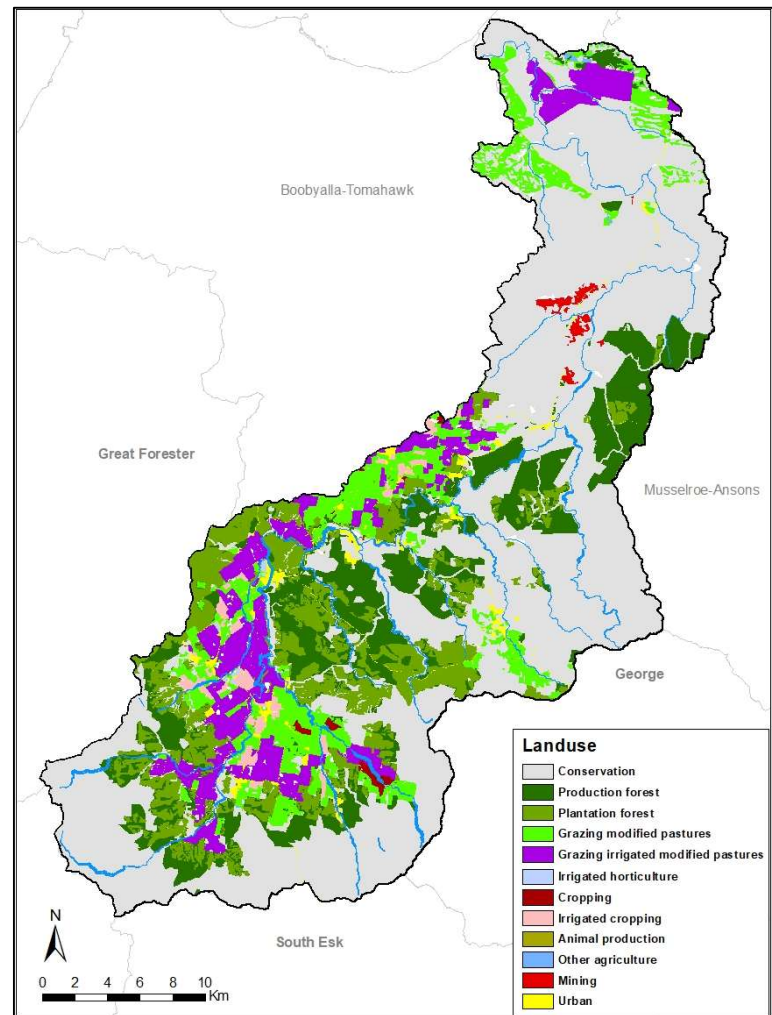 Boobyalla-Tomahawk
Great Forester
Musselroe-Ansons
George
South Esk
N
0 2 4 6 8 10
Km
Landuse
Conservation
Production forest
Plantation forest
Grazing modified pastures
Grazing irrigated modified pastures
Irrigated horticulture
Cropping
Irrigated cropping
Animal production
Other agriculture
Mining
Urban